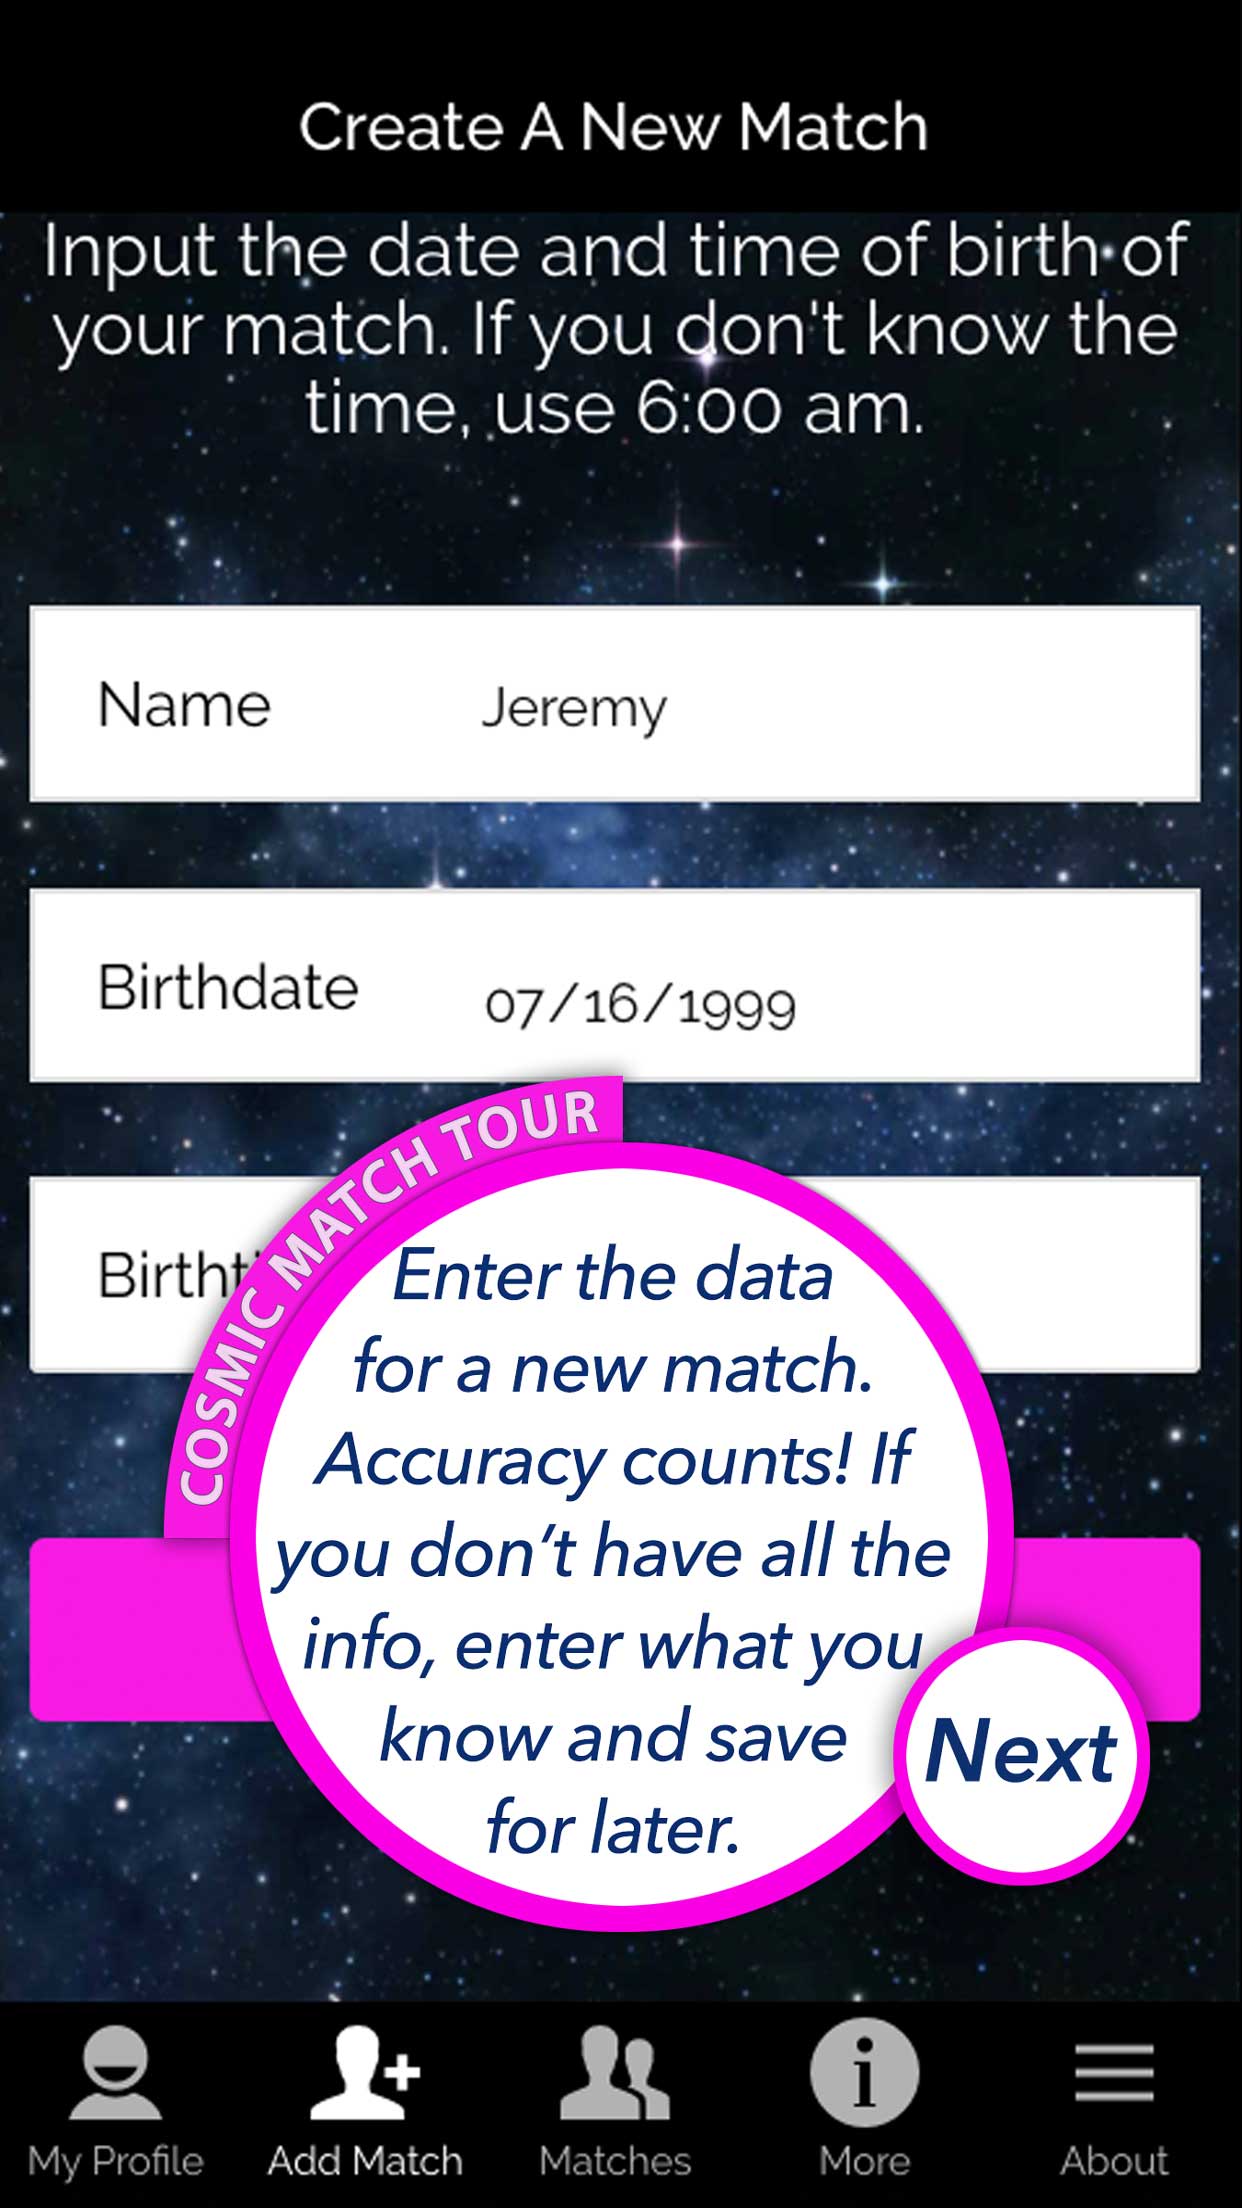 Create A New Match
Input the date and time of birth of
your match. If you don't know the
time, use 6:00 am.
Name Jeremy
Birthdate 07/16/1999
COSMIC MATCH TOUR
Enter the data
for a new match.
Accuracy counts! If
you don’t have all the
info, enter what you
know and save
for later.
Next
My Profile Add Match Matches More About